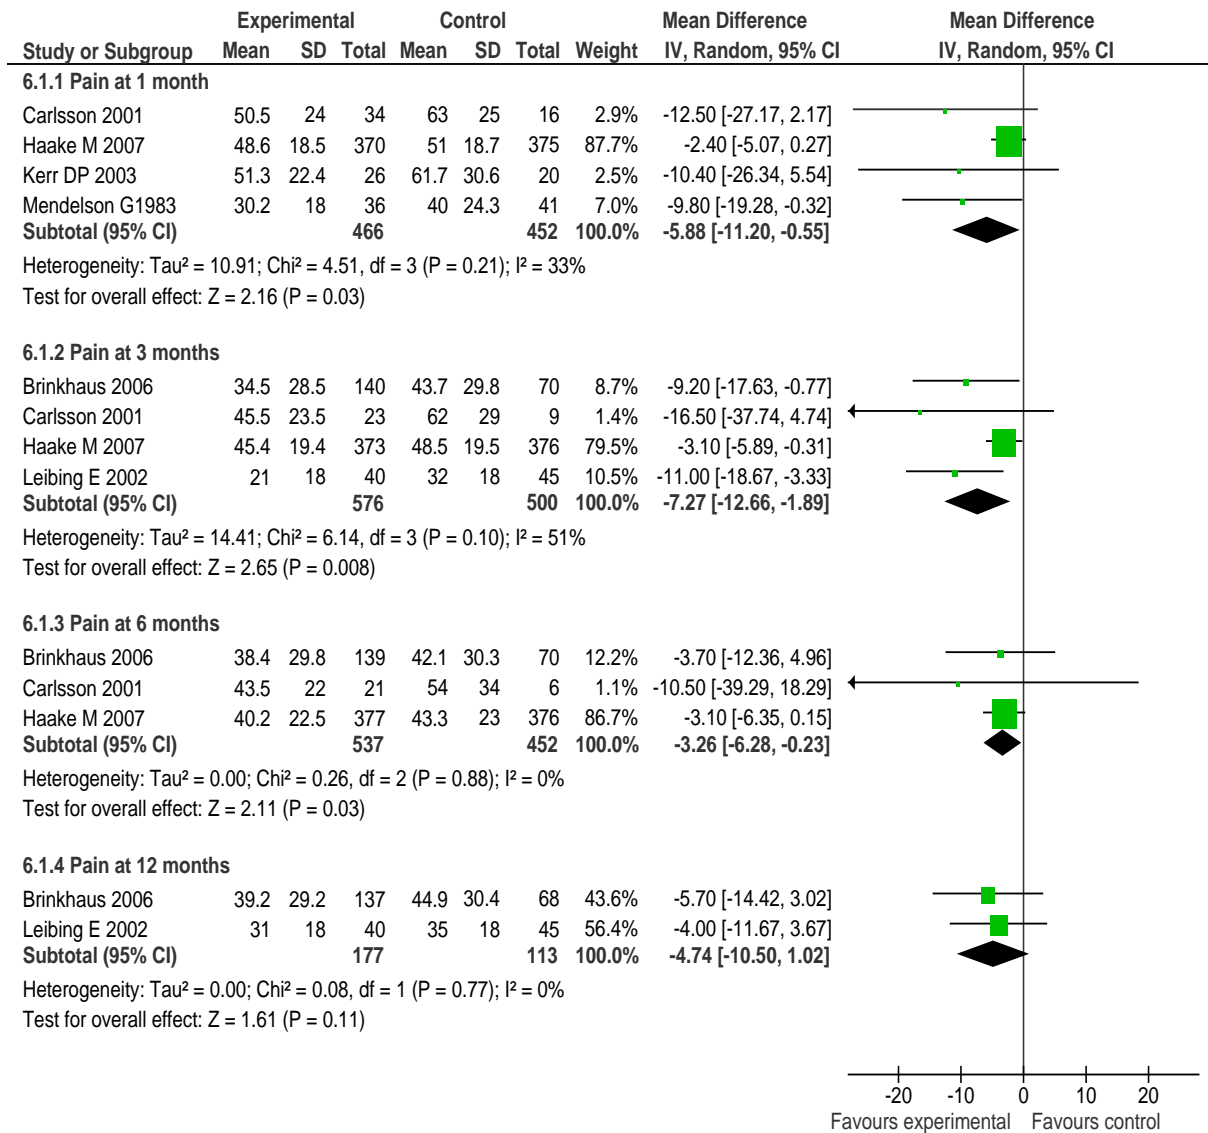 Experimental Control Mean Difference Mean Difference
Study or Subgroup Mean SD Total Mean SD Total Weight IV, Random, 95% CI IV, Random, 95% CI
6.1.1 Pain at 1 month
Carlsson 2001 50.5 24 34 63 25 16 2.9% -12.50 [-27.17, 2.17]
Haake M 2007 48.6 18.5 370 51 18.7 375 87.7% -2.40 [-5.07, 0.27]
Kerr DP 2003 51.3 22.4 26 61.7 30.6 20 2.5% -10.40 [-26.34, 5.54]
Mendelson G1983 30.2 18 36 40 24.3 41 7.0% -9.80 [-19.28, -0.32]
Subtotal (95% CI) 466 452 100.0% -5.88 [-11.20, -0.55]
Heterogeneity: Tau² = 10.91; Chi² = 4.51, df = 3 (P = 0.21); I² = 33%
Test for overall effect: Z = 2.16 (P = 0.03)
6.1.2 Pain at 3 months
Brinkhaus 2006 34.5 28.5 140 43.7 29.8 70 8.7% -9.20 [-17.63, -0.77]
Carlsson 2001 45.5 23.5 23 62 29 9 1.4% -16.50 [-37.74, 4.74]
Haake M 2007 45.4 19.4 373 48.5 19.5 376 79.5% -3.10 [-5.89, -0.31]
Leibing E 2002 21 18 40 32 18 45 10.5% -11.00 [-18.67, -3.33]
Subtotal (95% CI) 576 500 100.0% -7.27 [-12.66, -1.89]
Heterogeneity: Tau² = 14.41; Chi² = 6.14, df = 3 (P = 0.10); I² = 51%
Test for overall effect: Z = 2.65 (P = 0.008)
6.1.3 Pain at 6 months
Brinkhaus 2006 38.4 29.8 139 42.1 30.3 70 12.2% -3.70 [-12.36, 4.96]
Carlsson 2001 43.5 22 21 54 34 6 1.1% -10.50 [-39.29, 18.29]
Haake M 2007 40.2 22.5 377 43.3 23 376 86.7% -3.10 [-6.35, 0.15]
Subtotal (95% CI) 537 452 100.0% -3.26 [-6.28, -0.23]
Heterogeneity: Tau² = 0.00; Chi² = 0.26, df = 2 (P = 0.88); I² = 0%
Test for overall effect: Z = 2.11 (P = 0.03)
6.1.4 Pain at 12 months
Brinkhaus 2006 39.2 29.2 137 44.9 30.4 68 43.6% -5.70 [-14.42, 3.02]
Leibing E 2002 31 18 40 35 18 45 56.4% -4.00 [-11.67, 3.67]
Subtotal (95% CI) 177 113 100.0% -4.74 [-10.50, 1.02]
Heterogeneity: Tau² = 0.00; Chi² = 0.08, df = 1 (P = 0.77); I² = 0%
Test for overall effect: Z = 1.61 (P = 0.11)
-20 -10 0 10 20
Favours experimental Favours control